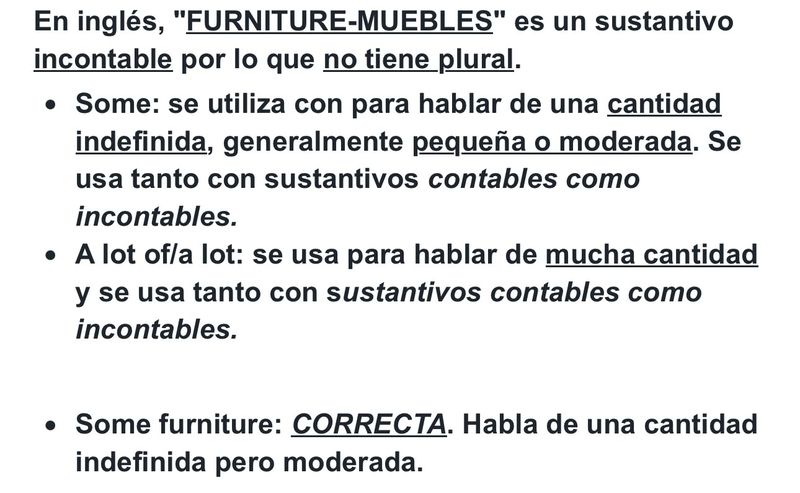 En inglés, "FURNITURE-MUEBLES" es un sustantivo
incontable por lo que no tiene plural.
• Some: se utiliza con para hablar de una cantidad
indefinida, generalmente pequeña o moderada. Se
usa tanto con sustantivos contables como
incontables.
• A lot of/a lot: se usa para hablar de mucha cantidad
y se usa tanto con sustantivos contables como
incontables.
• Some furniture: CORRECTA. Habla de una cantidad
indefinida pero moderada.